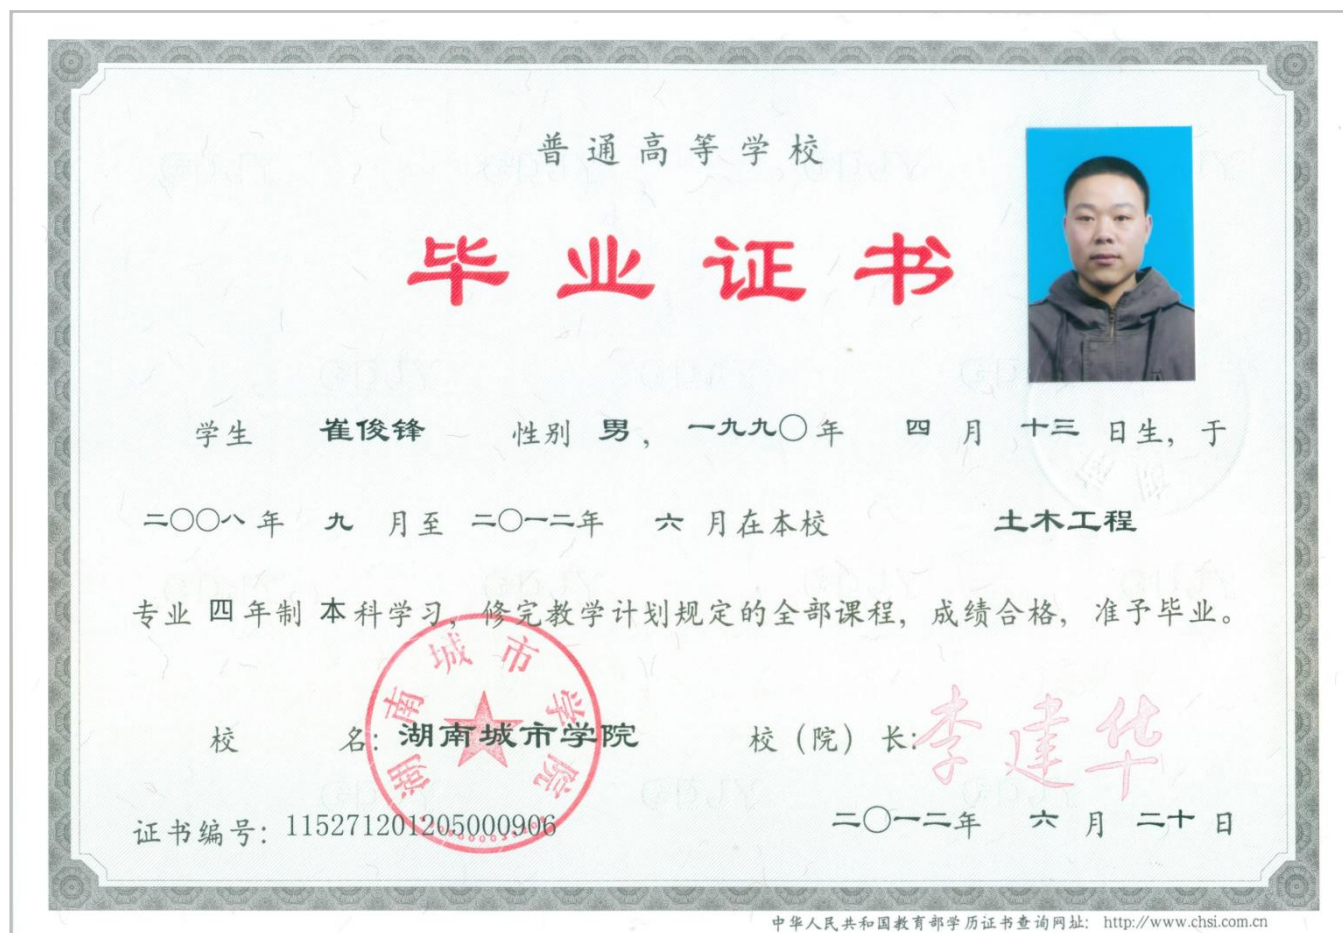 普通高等学校
毕业证书
学生 崔俊锋 性别 男，一九九〇年 四 月 十三 日生，于
二〇〇八年 九 月至 二〇一二年 六 月在本校 土木工程
专业 四 年制 本 科学习，修完教学计划规定的全部课程，成绩合格，准予毕业。
湖南城市学院
校 名：湖南城市学院 校（院）长：李建华
证书编号：115271201205000906 二〇一二年 六 月 二十 日
中华人民共和国教育部学历证书查询网址：http://www.chsi.com.cn